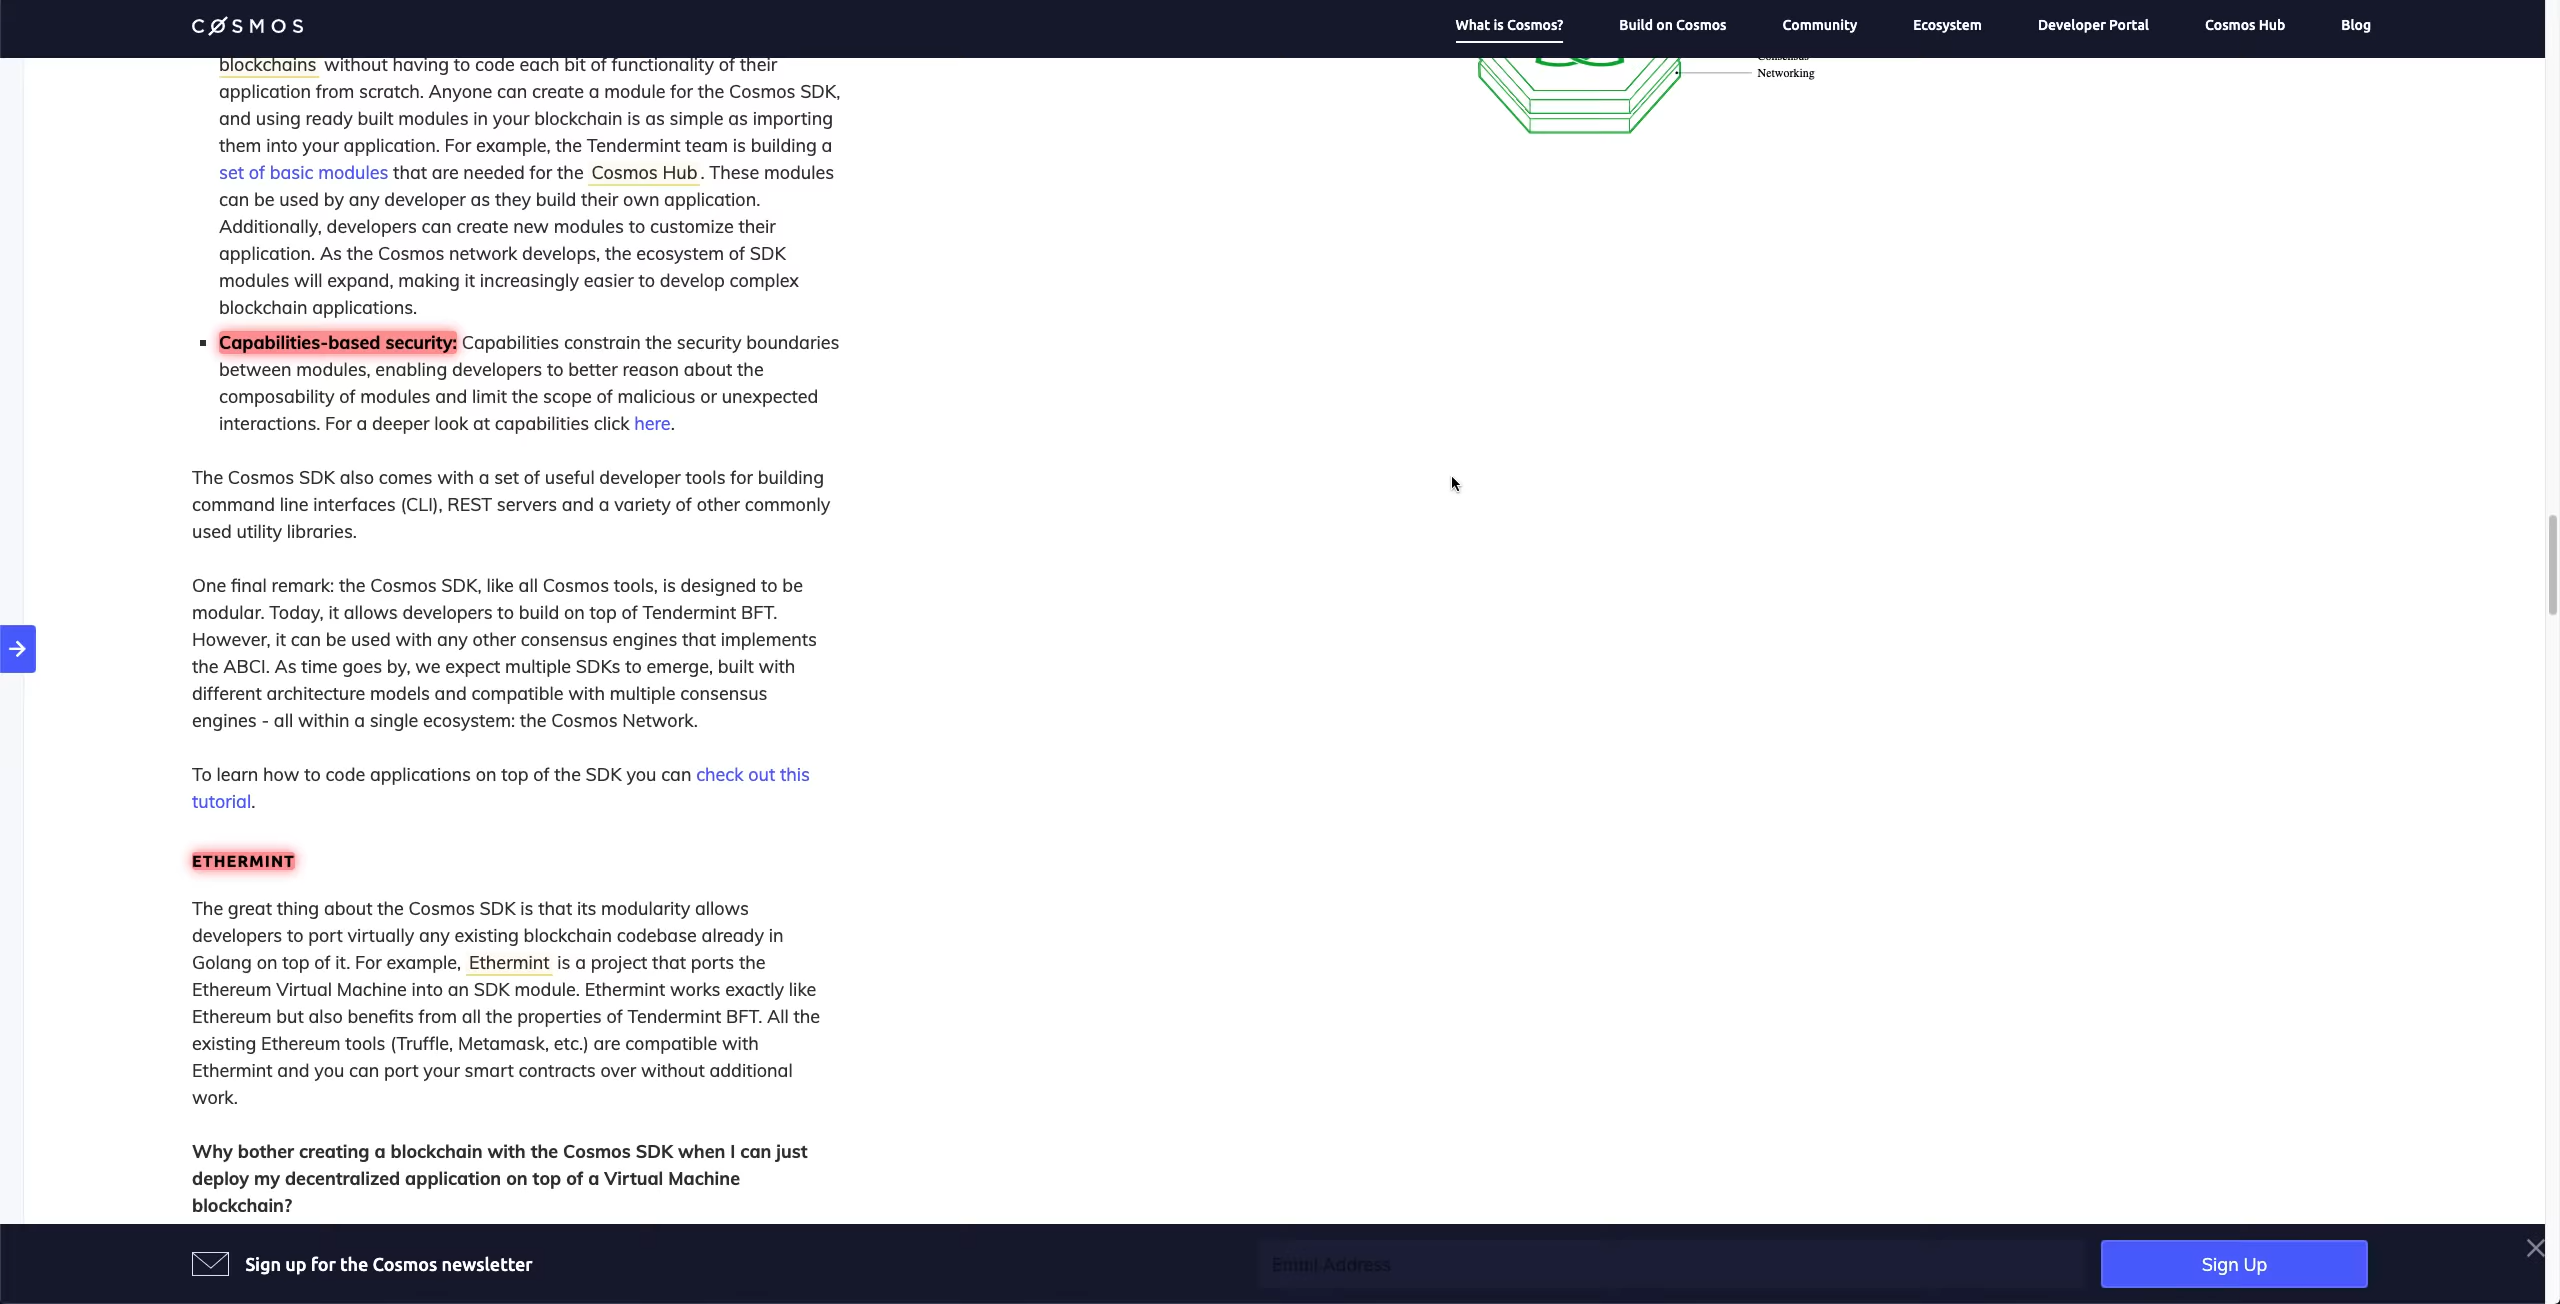 CØSMOS
What is Cosmos? Build on Cosmos Community Ecosystem Developer Portal Cosmos Hub Blog
blockchains without having to code each bit of functionality of their
application from scratch. Anyone can create a module for the Cosmos SDK,
and using ready built modules in your blockchain is as simple as importing
them into your application. For example, the Tendermint team is building a
set of basic modules that are needed for the Cosmos Hub. These modules
can be used by any developer as they build their own application.
Additionally, developers can create new modules to customize their
application. As the Cosmos network develops, the ecosystem of SDK
modules will expand, making it increasingly easier to develop complex
blockchain applications.
▪ Capabilities-based security: Capabilities constrain the security boundaries
between modules, enabling developers to better reason about the
composability of modules and limit the scope of malicious or unexpected
interactions. For a deeper look at capabilities click here.
The Cosmos SDK also comes with a set of useful developer tools for building
command line interfaces (CLI), REST servers and a variety of other commonly
used utility libraries.
One final remark: the Cosmos SDK, like all Cosmos tools, is designed to be
modular. Today, it allows developers to build on top of Tendermint BFT.
However, it can be used with any other consensus engines that implements
the ABCI. As time goes by, we expect multiple SDKs to emerge, built with
different architecture models and compatible with multiple consensus
engines - all within a single ecosystem: the Cosmos Network.
To learn how to code applications on top of the SDK you can check out this
tutorial.
ETHERMINT
The great thing about the Cosmos SDK is that its modularity allows
developers to port virtually any existing blockchain codebase already in
Golang on top of it. For example, Ethermint is a project that ports the
Ethereum Virtual Machine into an SDK module. Ethermint works exactly like
Ethereum but also benefits from all the properties of Tendermint BFT. All the
existing Ethereum tools (Truffle, Metamask, etc.) are compatible with
Ethermint and you can port your smart contracts over without additional
work.
Why bother creating a blockchain with the Cosmos SDK when I can just
deploy my decentralized application on top of a Virtual Machine
blockchain?
Consensus
Networking
Sign up for the Cosmos newsletter
Email Address
Sign Up